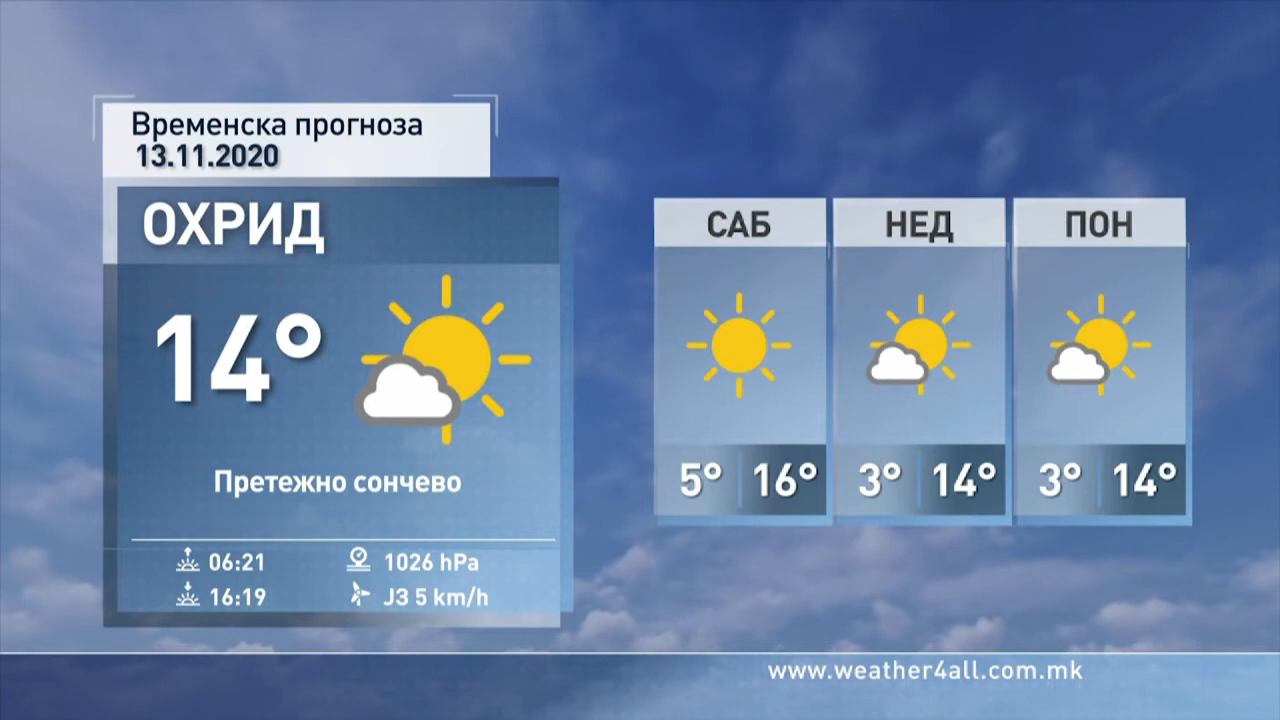 Временска прогноза
13.11.2020
ОХРИД
14°
Претежно сончево
06:21
1026 hPa
16:19
ЈЗ 5 km/h
САБ
5° 16°
НЕД
3° 14°
ПОН
3° 14°
www.weather4all.com.mk